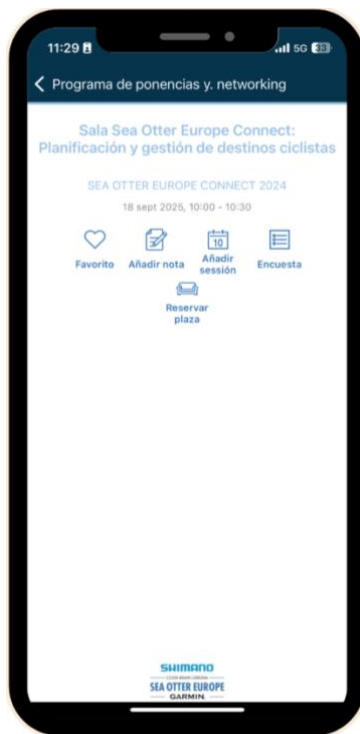 11:29
5G 33
Programa de ponencias y. networking
Sala Sea Otter Europe Connect:
Planificación y gestión de destinos ciclistas
SEA OTTER EUROPE CONNECT 2024
18 sept 2025, 10:00 - 10:30
10
Favorito Añadir nota Añadir sessión Encuesta
Reservar
plaza
SHIMANO
SEA OTTER EUROPE
GARMIN